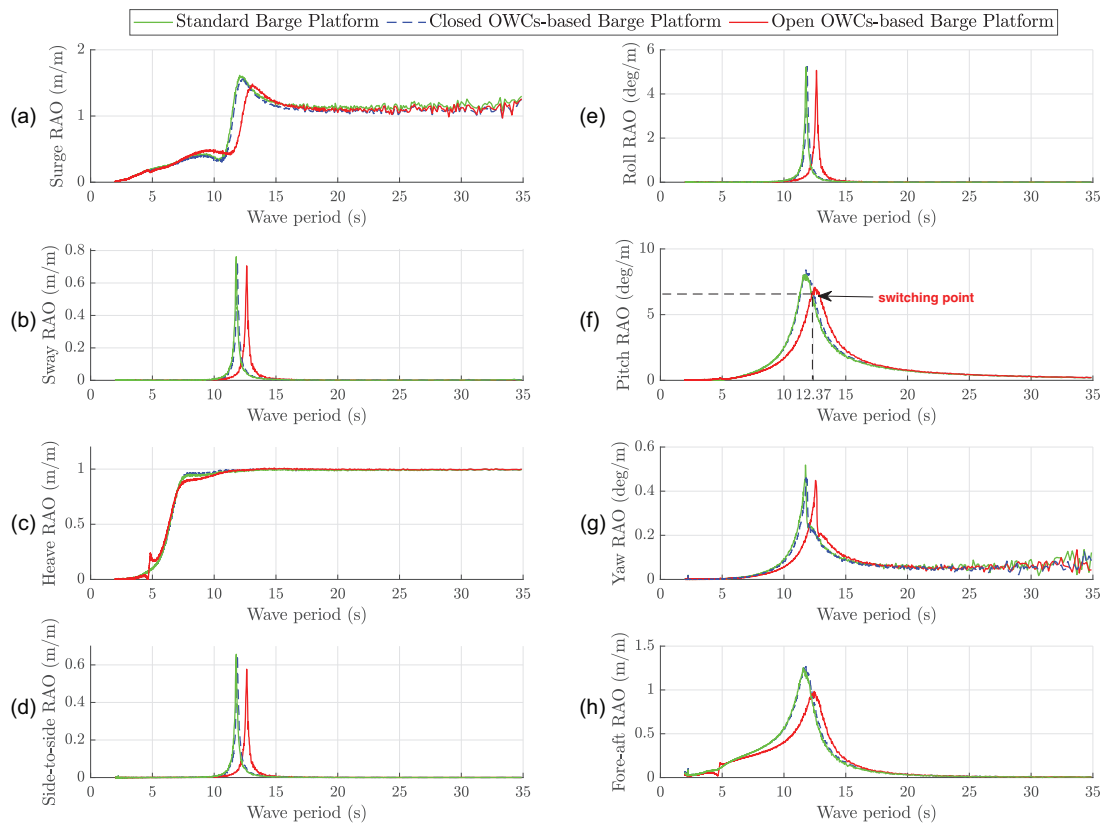 Standard Barge Platform Closed OWCs-based Barge Platform Open OWCs-based Barge Platform
(a)
Surge RAO (m/m)
2
1
0
0 5 10 15 20 25 30 35
Wave period (s)
(b)
Sway RAO (m/m)
0.8
0.6
0.4
0.2
0
0 5 10 15 20 25 30 35
Wave period (s)
(c)
Heave RAO (m/m)
1
0.5
0
0 5 10 15 20 25 30 35
Wave period (s)
(d)
Side-to-side RAO (m/m)
0.6
0.4
0.2
0
0 5 10 15 20 25 30 35
Wave period (s)
(e)
Roll RAO (deg/m)
6
4
2
0
0 5 10 15 20 25 30 35
Wave period (s)
(f)
Pitch RAO (deg/m)
10
5
0
switching point
0 5 10 12.37 15 20 25 30 35
Wave period (s)
(g)
Yaw RAO (deg/m)
0.6
0.4
0.2
0
0 5 10 15 20 25 30 35
Wave period (s)
(h)
Fore-aft RAO (m/m)
1.5
1
0.5
0
0 5 10 15 20 25 30 35
Wave period (s)